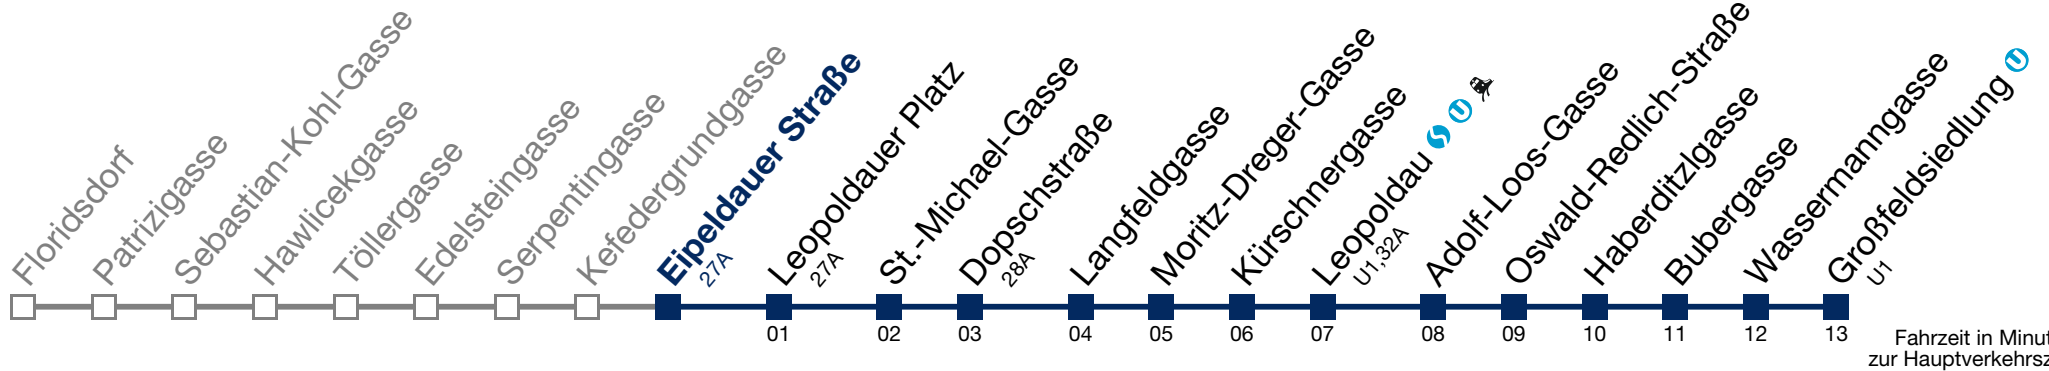 Floridsdorf
Patrizigasse
Sebastian-Kohl-Gasse
Hawlicekgasse
Töllergasse
Edelsteingasse
Serpentingasse
Kefedergrundgasse
Eipeldauer Straße
27A
Leopoldauer Platz
27A
St.-Michael-Gasse
Dopschstraße
28A
Langfeldgasse
Moritz-Dreger-Gasse
Kürschnergasse
Leopoldau S U
U1,32A
Adolf-Loos-Gasse
Oswald-Redlich-Straße
Haberditzlgasse
Bubergasse
Wassermanngasse
Großfeldsiedlung U
U1
01 02 03 04 05 06 07 08 09 10 11 12 13
Fahrzeit in Minut
zur Hauptverkehrsz